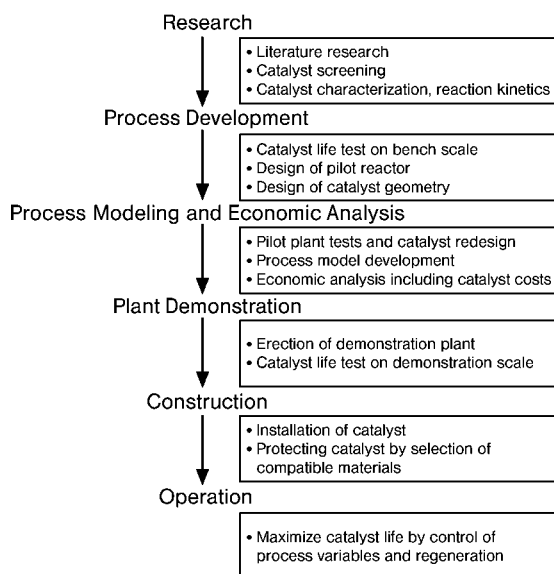 Research
• Literature research
• Catalyst screening
• Catalyst characterization, reaction kinetics
Process Development
• Catalyst life test on bench scale
• Design of pilot reactor
• Design of catalyst geometry
Process Modeling and Economic Analysis
• Pilot plant tests and catalyst redesign
• Process model development
• Economic analysis including catalyst costs
Plant Demonstration
• Erection of demonstration plant
• Catalyst life test on demonstration scale
Construction
• Installation of catalyst
• Protecting catalyst by selection of
compatible materials
Operation
• Maximize catalyst life by control of
process variables and regeneration